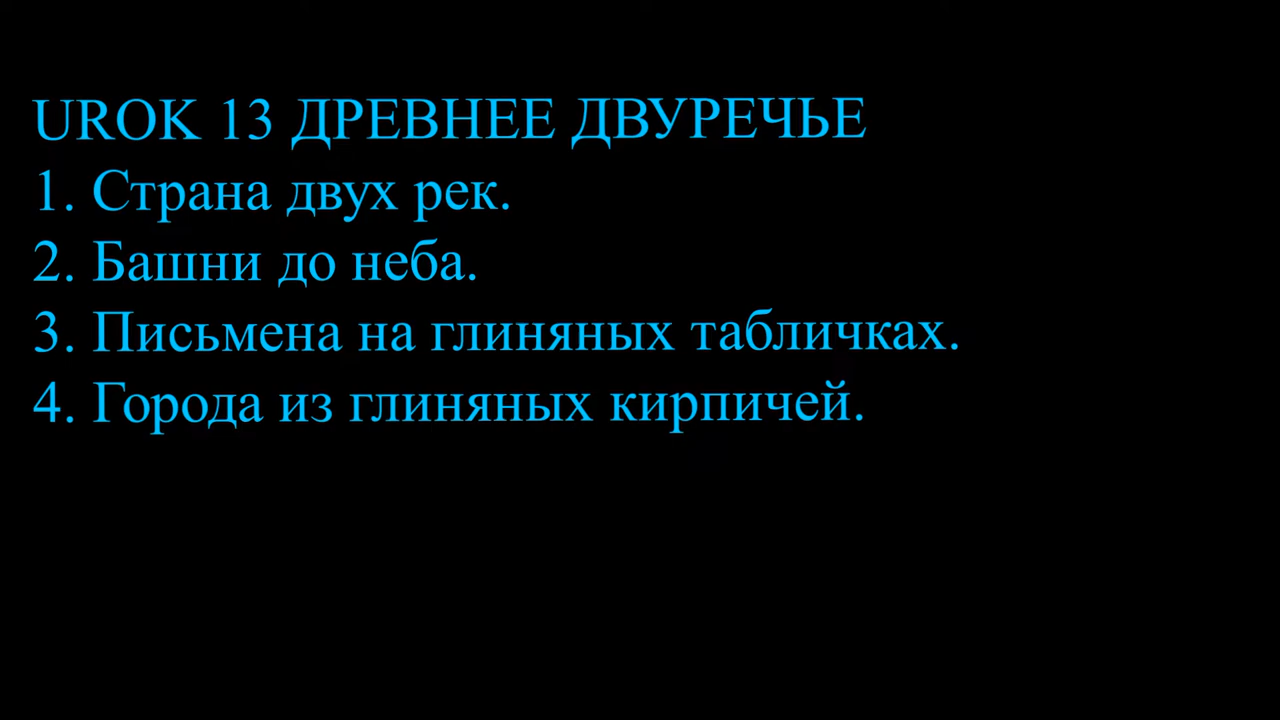 UROK 13 ДРЕВНЕЕ ДВУРЕЧЬЕ
1. Страна двух рек.
2. Башни до неба.
3. Письмена на глиняных табличках.
4. Города из глиняных кирпичей.